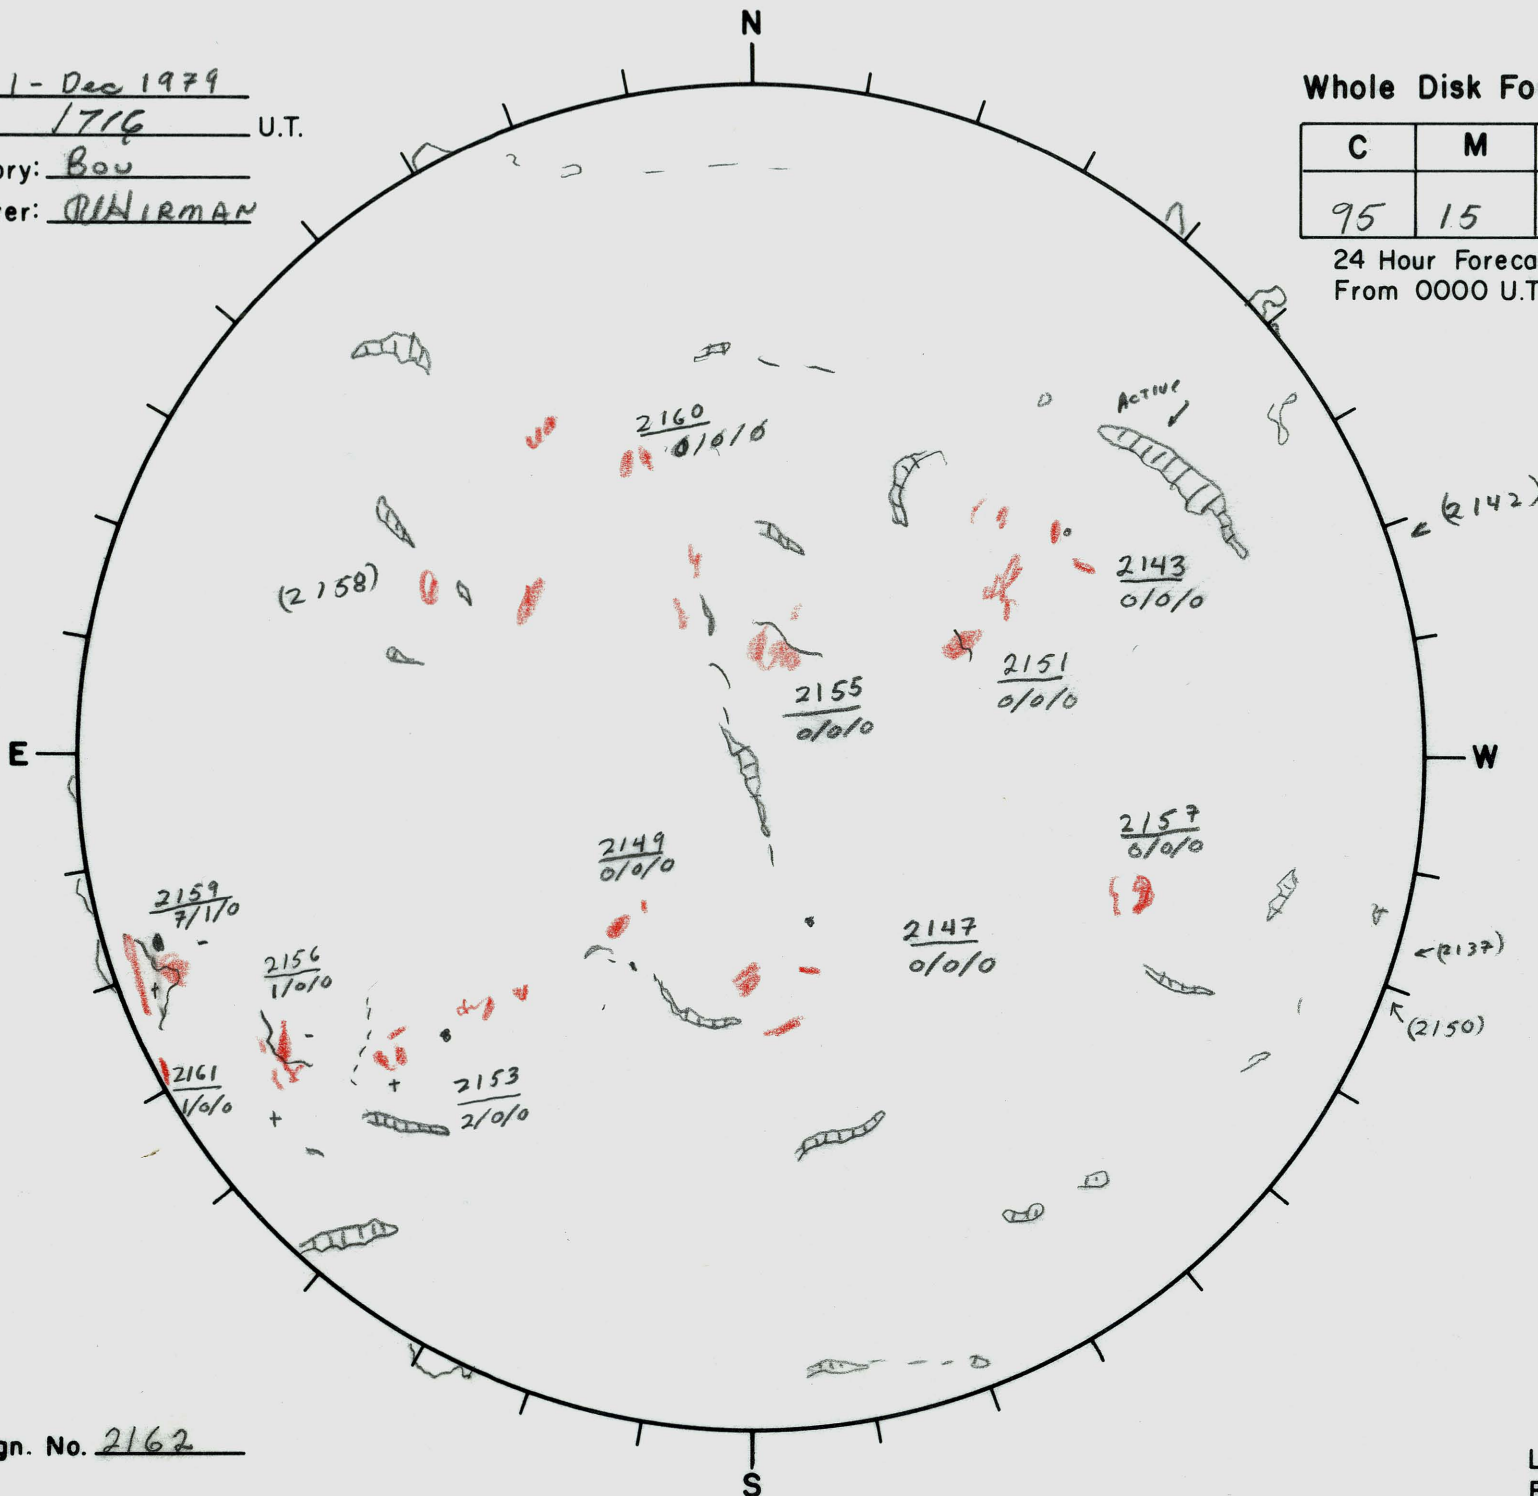 N
1 - Dec 1979
1716 U.T.
ory: Bou
er: RWHIRMAN
Whole Disk Fo
C M
95 15
24 Hour Foreca
From 0000 U.T
Active
2160
0/0/0
(2142)
(2158)
2143
0/0/0
2151
0/0/0
2155
0/0/0
E
W
2157
0/0/0
2149
0/0/0
2159
7/1/0
2147
0/0/0
(2137)
2156
1/0/0
(2150)
2161
1/0/0
2153
2/0/0
gn. No. 2162
S